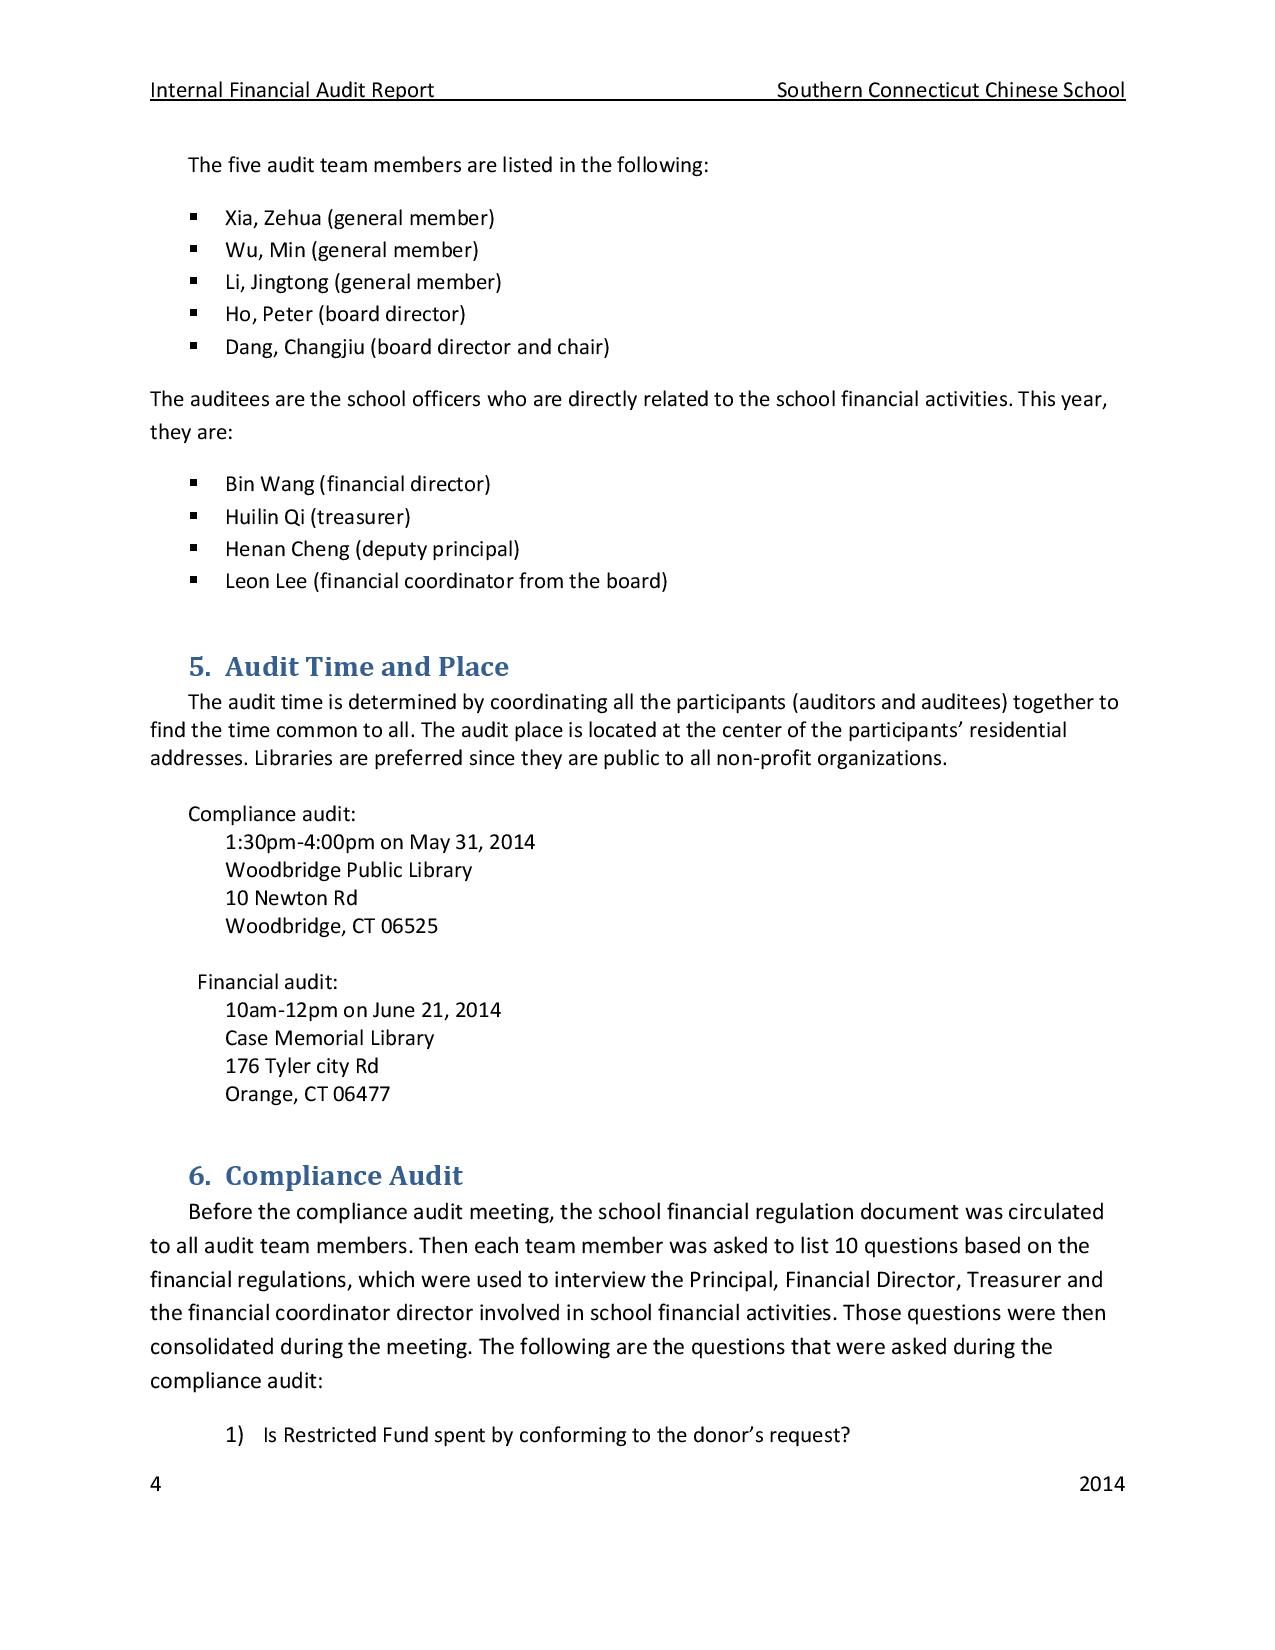 Internal Financial Audit Report Southern Connecticut Chinese School
The five audit team members are listed in the following:
▪ Xia, Zehua (general member)
▪ Wu, Min (general member)
▪ Li, Jingtong (general member)
▪ Ho, Peter (board director)
▪ Dang, Changjiu (board director and chair)
The auditees are the school officers who are directly related to the school financial activities. This year,
they are:
▪ Bin Wang (financial director)
▪ Huilin Qi (treasurer)
▪ Henan Cheng (deputy principal)
▪ Leon Lee (financial coordinator from the board)
5. Audit Time and Place
The audit time is determined by coordinating all the participants (auditors and auditees) together to
find the time common to all. The audit place is located at the center of the participants’ residential
addresses. Libraries are preferred since they are public to all non-profit organizations.
Compliance audit:
1:30pm-4:00pm on May 31, 2014
Woodbridge Public Library
10 Newton Rd
Woodbridge, CT 06525
Financial audit:
10am-12pm on June 21, 2014
Case Memorial Library
176 Tyler city Rd
Orange, CT 06477
6. Compliance Audit
Before the compliance audit meeting, the school financial regulation document was circulated
to all audit team members. Then each team member was asked to list 10 questions based on the
financial regulations, which were used to interview the Principal, Financial Director, Treasurer and
the financial coordinator director involved in school financial activities. Those questions were then
consolidated during the meeting. The following are the questions that were asked during the
compliance audit:
1) Is Restricted Fund spent by conforming to the donor’s request?
4 2014